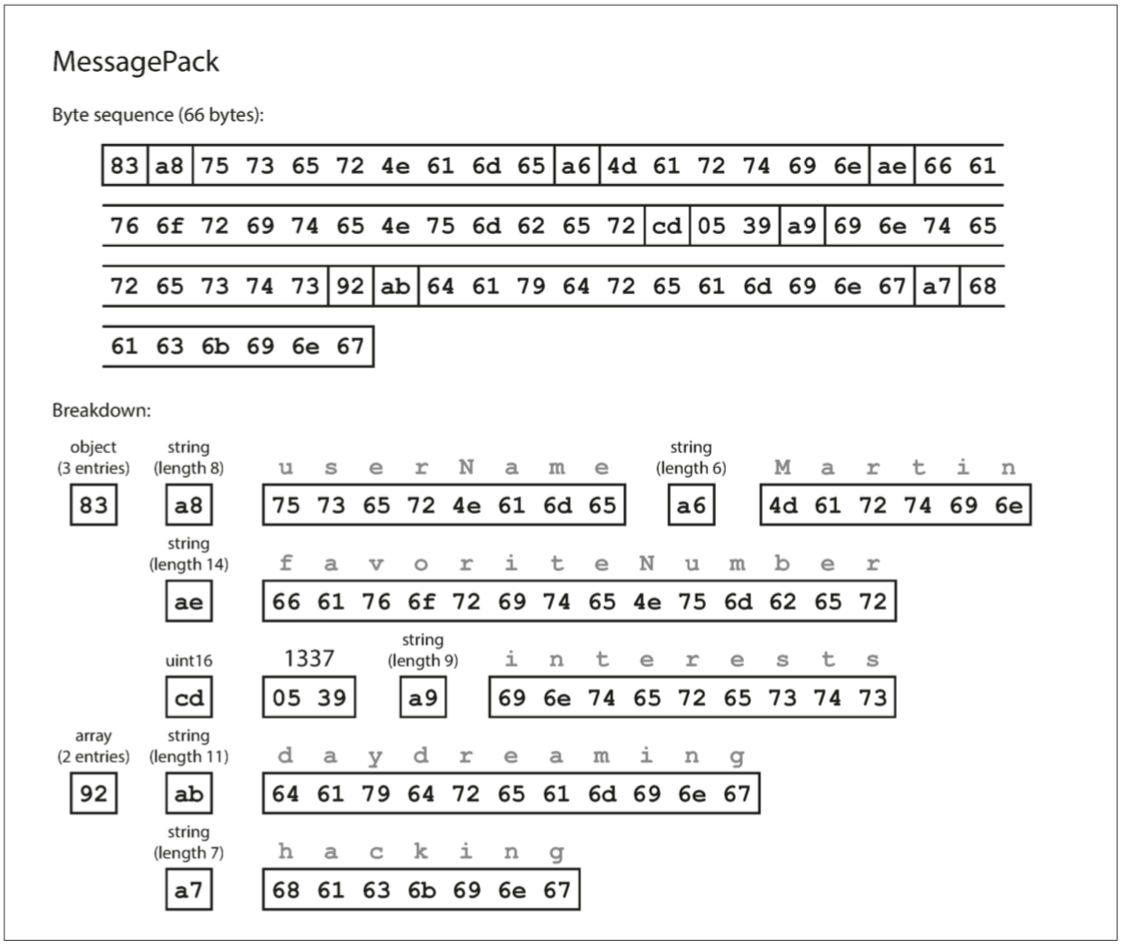 MessagePack
Byte sequence (66 bytes):
83 a8 75 73 65 72 4e 61 6d 65 a6 4d 61 72 74 69 6e ae 66 61
76 6f 72 69 74 65 4e 75 6d 62 65 72 cd 05 39 a9 69 6e 74 65
72 65 73 74 73 92 ab 64 61 79 64 72 65 61 6d 69 6e 67 a7 68
61 63 6b 69 6e 67
Breakdown:
object string string
(3 entries) (length 8) u s e r N a m e (length 6) M a r t i n
83 a8 75 73 65 72 4e 61 6d 65 a6 4d 61 72 74 69 6e
string
(length 14) f a v o r i t e N u m b e r
ae 66 61 76 6f 72 69 74 65 4e 75 6d 62 65 72
string
uint16 1337 (length 9) i n t e r e s t s
cd 05 39 a9 69 6e 74 65 72 65 73 74 73
array string
(2 entries) (length 11) d a y d r e a m i n g
92 ab 64 61 79 64 72 65 61 6d 69 6e 67
string
(length 7) h a c k i n g
a7 68 61 63 6b 69 6e 67